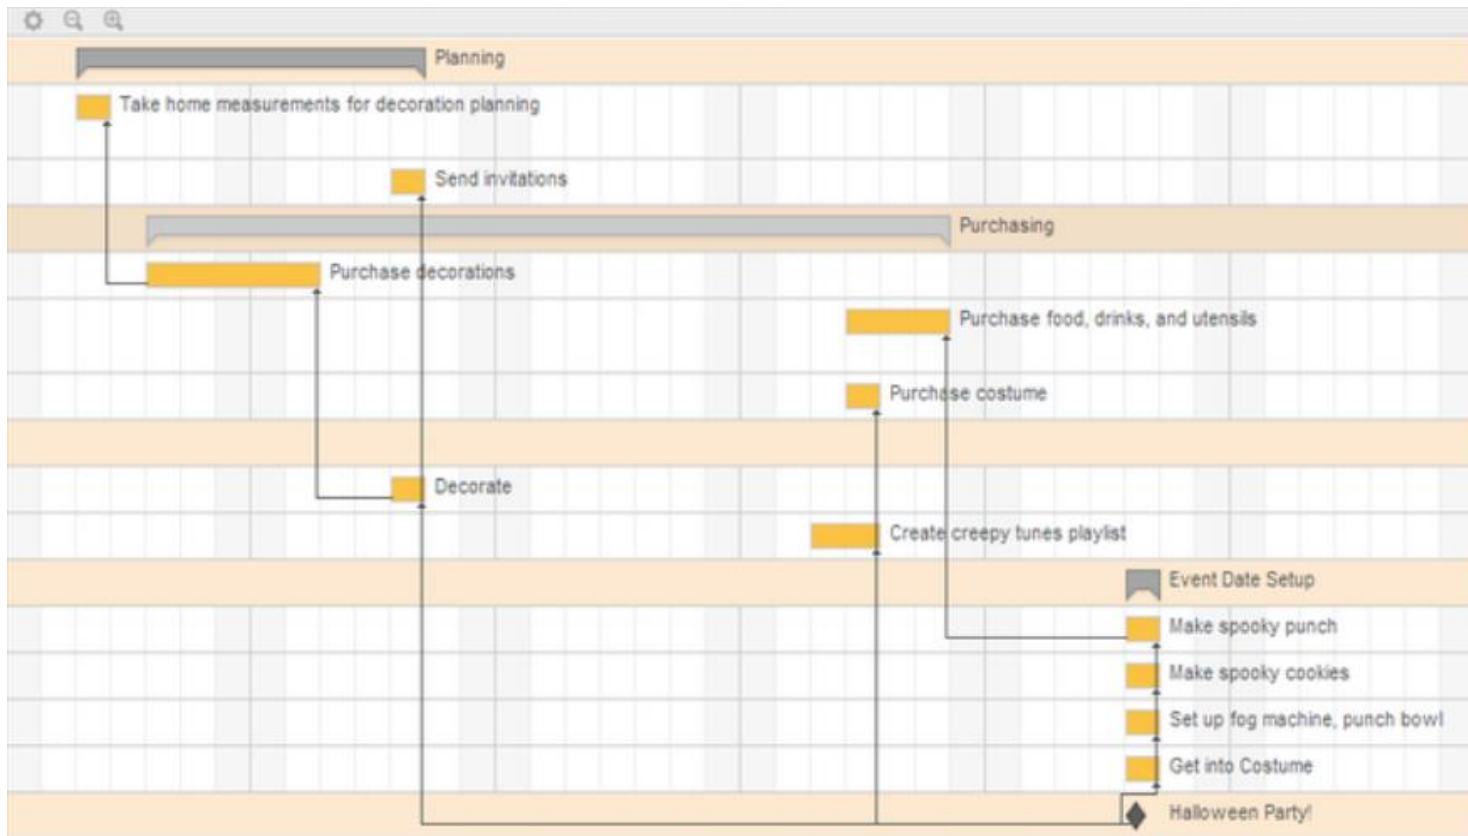 Planning
Take home measurements for decoration planning
Send invitations
Purchasing
Purchase decorations
Purchase food, drinks, and utensils
Purchase costume
Decorate
Create creepy tunes playlist
Event Date Setup
Make spooky punch
Make spooky cookies
Set up fog machine, punch bowl
Get into Costume
Halloween Party!